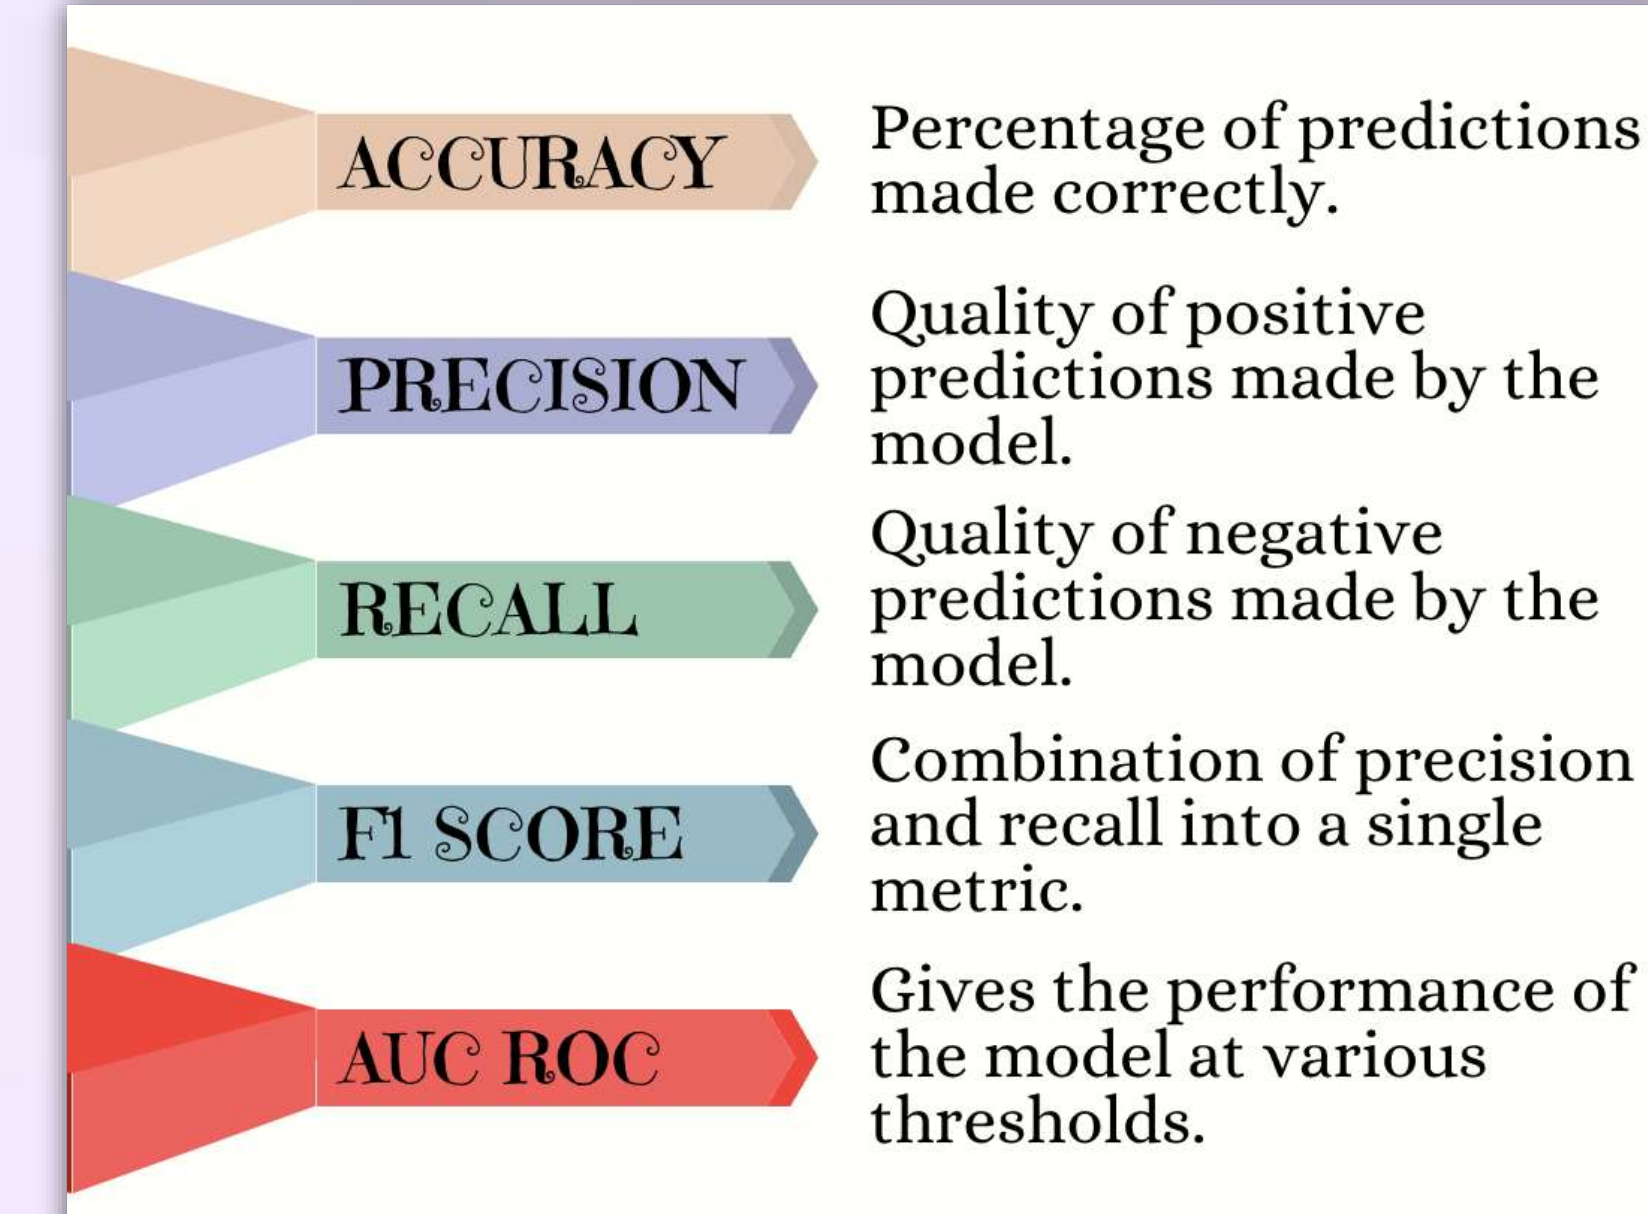 ACCURACY
Percentage of predictions
made correctly.
PRECISION
Quality of positive
predictions made by the
model.
RECALL
Quality of negative
predictions made by the
model.
F1 SCORE
Combination of precision
and recall into a single
metric.
AUC ROC
Gives the performance of
the model at various
thresholds.